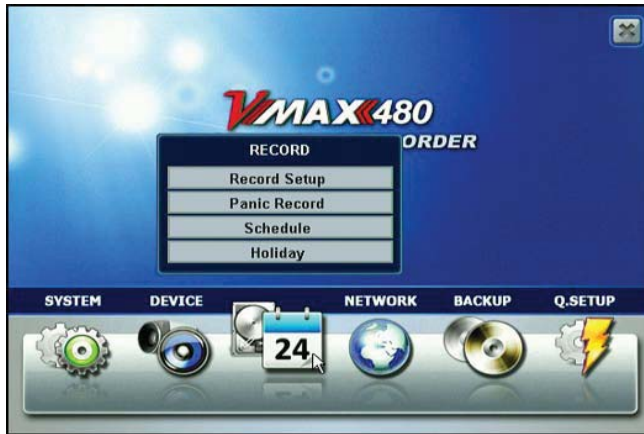 VMAX480
ORDER
RECORD
Record Setup
Panic Record
Schedule
Holiday
SYSTEM DEVICE NETWORK BACKUP Q.SETUP
24